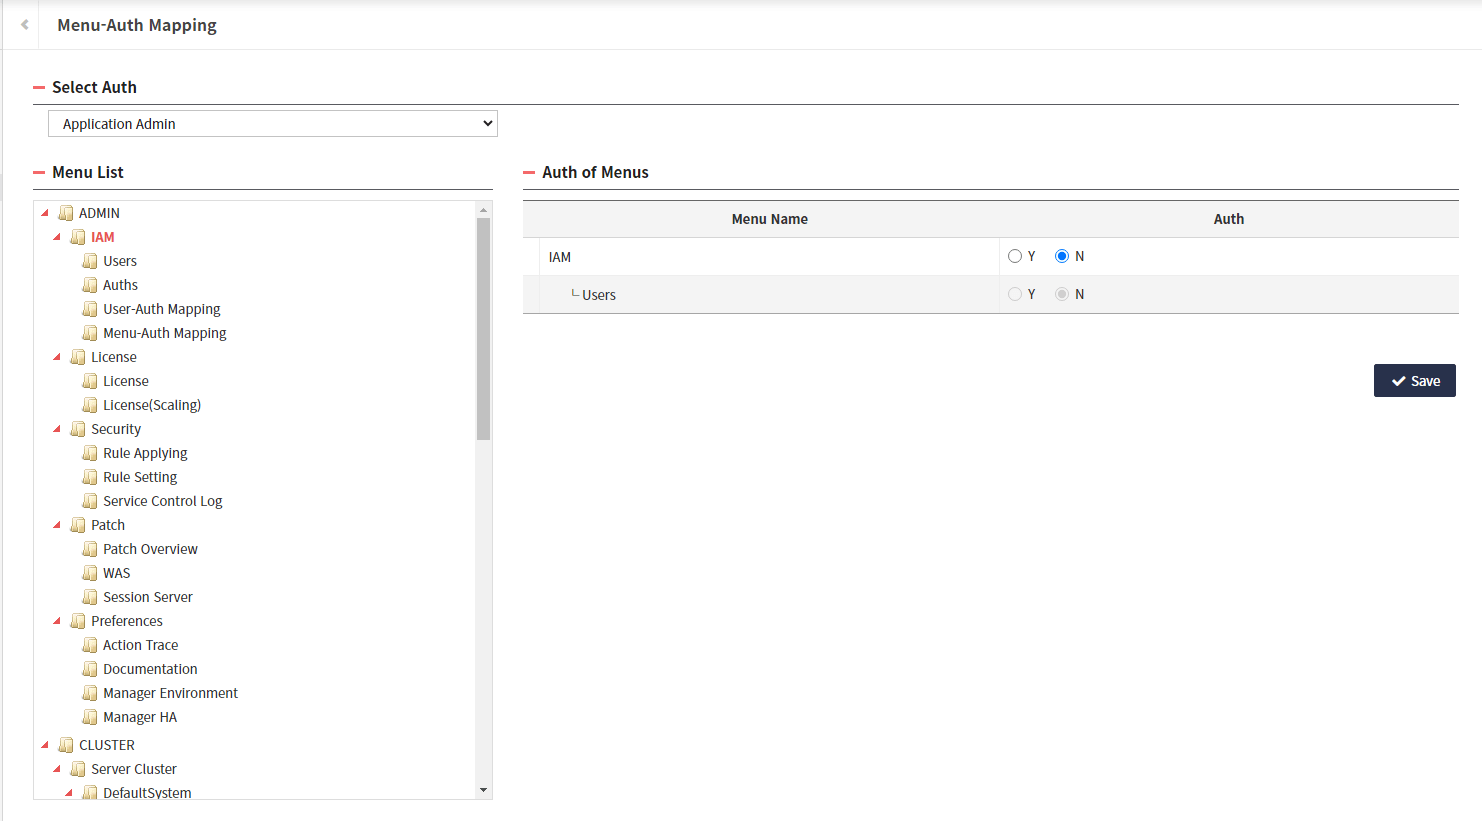 Menu-Auth Mapping
Select Auth
Application Admin
Menu List
ADMIN
IAM
Users
Auths
User-Auth Mapping
Menu-Auth Mapping
License
License
License(Scaling)
Security
Rule Applying
Rule Setting
Service Control Log
Patch
Patch Overview
WAS
Session Server
Preferences
Action Trace
Documentation
Manager Environment
Manager HA
CLUSTER
Server Cluster
DefaultSystem
Auth of Menus
Menu Name Auth
IAM Y N
Users Y N
Save